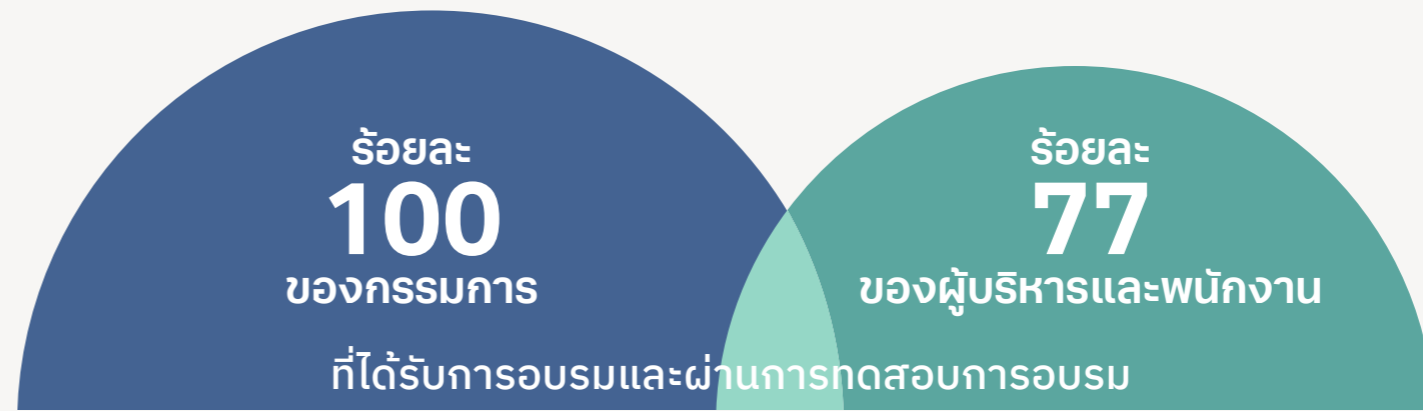 ร้อยละ
100
ของกรรมการ
ร้อยละ
77
ของผู้บริหารและพนักงาน
ที่ได้รับการอบรมและผ่านการทดสอบการอบรม